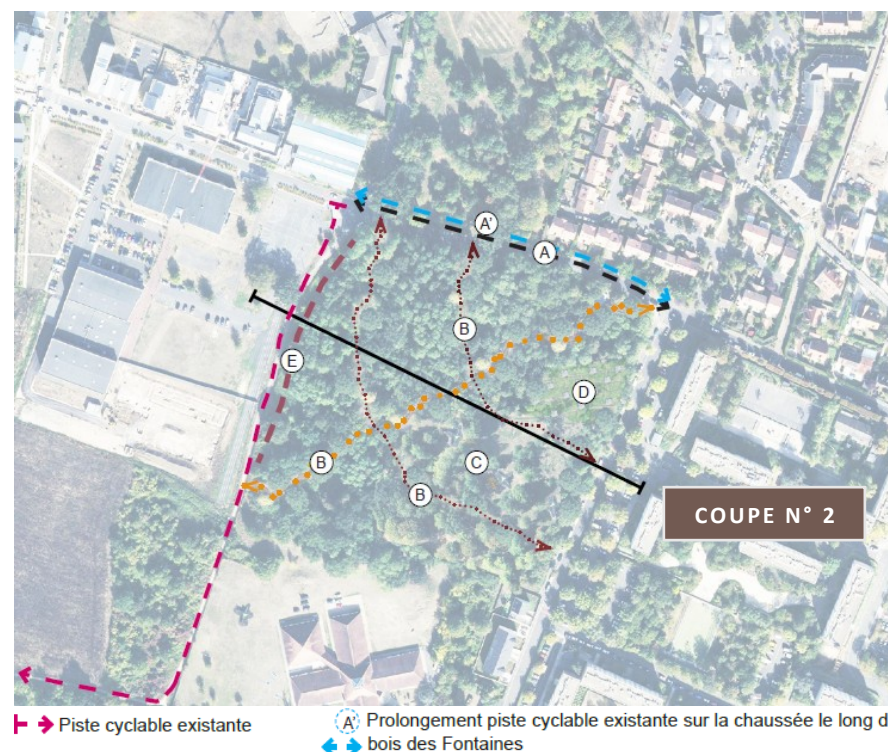 A'
A
B
E
D
B
C
B
COUPE N° 2
Piste cyclable existante
A' Prolongement piste cyclable existante sur la chaussée le long d
bois des Fontaines